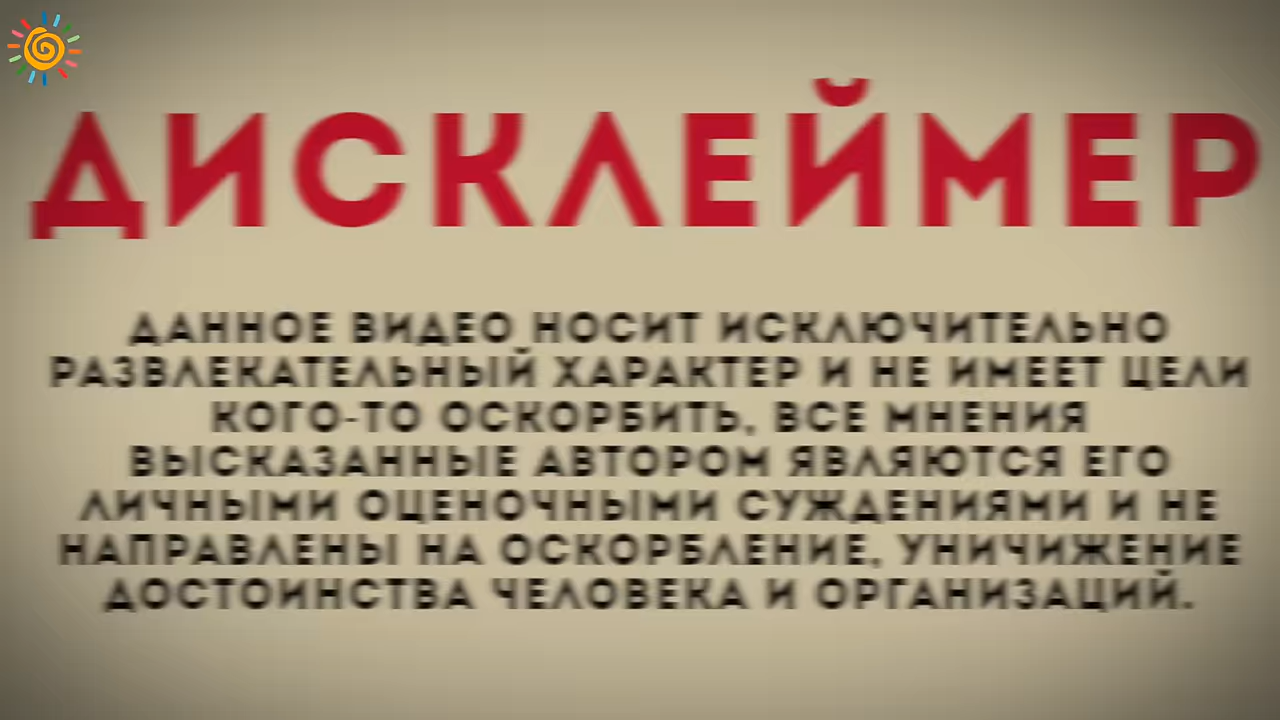 ДИСКЛЕЙМЕР
ДАННОЕ ВИДЕО НОСИТ ИСКЛЮЧИТЕЛЬНО
РАЗВЛЕКАТЕЛЬНЫЙ ХАРАКТЕР И НЕ ИМЕЕТ ЦЕЛИ
КОГО-ТО ОСКОРБИТЬ, ВСЕ МНЕНИЯ
ВЫСКАЗАННЫЕ АВТОРОМ ЯВЛЯЮТСЯ ЕГО
ЛИЧНЫМИ ОЦЕНОЧНЫМИ СУЖДЕНИЯМИ И НЕ
НАПРАВЛЕНЫ НА ОСКОРБЛЕНИЕ, УНИЧИЖЕНИЕ
ДОСТОИНСТВА ЧЕЛОВЕКА И ОРГАНИЗАЦИЙ.